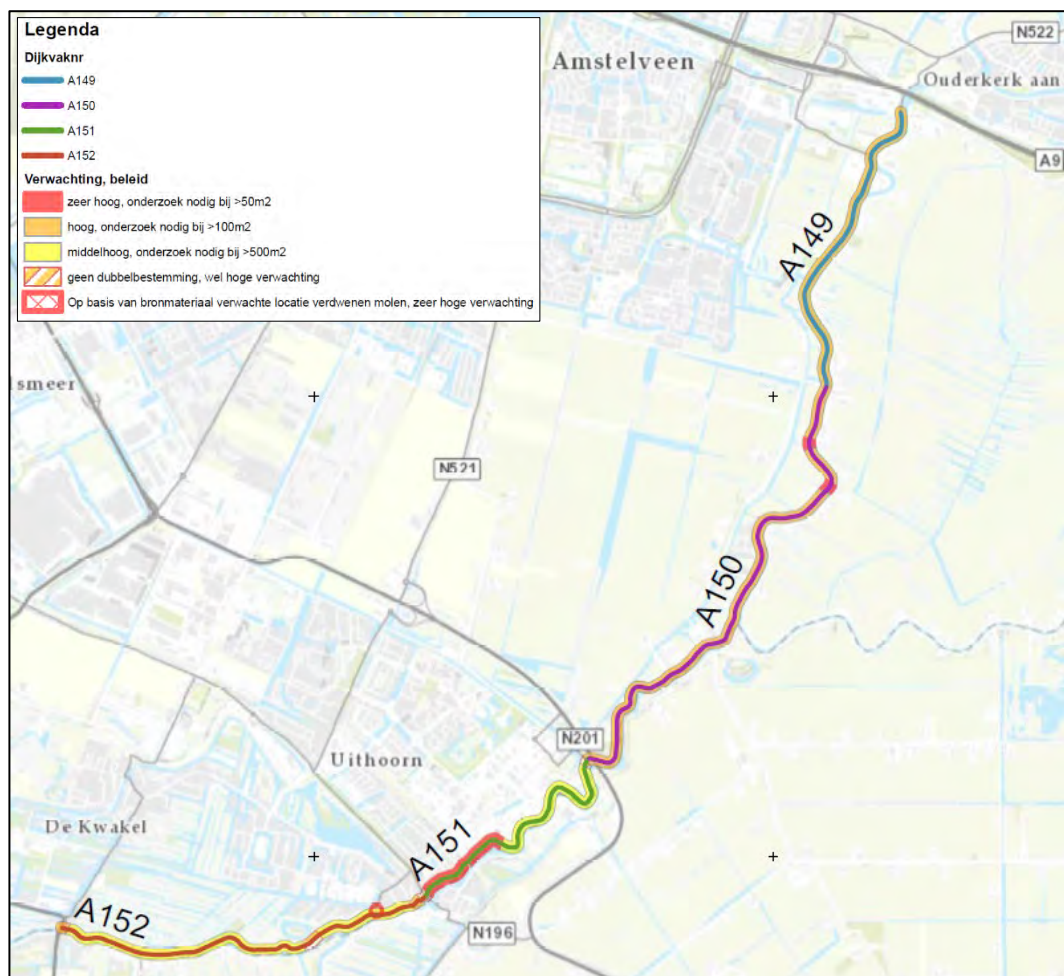 Legenda
Dijkvaknr
A149
A150
A151
A152
Verwachting, beleid
zeer hoog, onderzoek nodig bij >50m2
hoog, onderzoek nodig bij >100m2
middelhoog, onderzoek nodig bij >500m2
geen dubbelbestemming, wel hoge verwachting
Op basis van bronmateriaal verwachte locatie verdwenen molen, zeer hoge verwachting
N522
Amstelveen
Ouderkerk aan
A9
A149
lsmeer
N521
A150
N201
Uithoorn
De Kwakel
A151
A152
N196